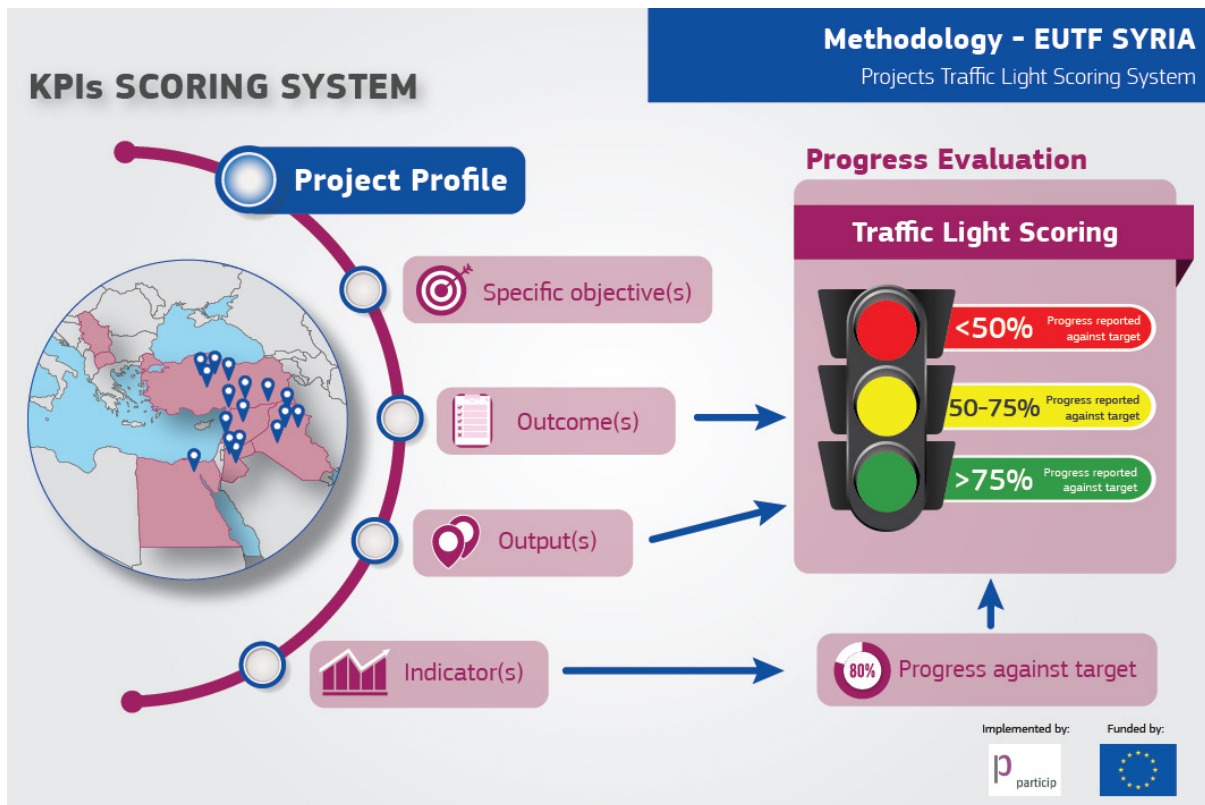 Methodology - EUTF SYRIA
Projects Traffic Light Scoring System
KPIs SCORING SYSTEM
Project Profile
Specific objective(s)
Outcome(s)
Output(s)
Indicator(s)
Progress Evaluation
Traffic Light Scoring
<50% Progress reported
against target
50-75% Progress reported
against target
>75% Progress reported
against target
80% Progress against target
Implemented by:
p
particip
Funded by: